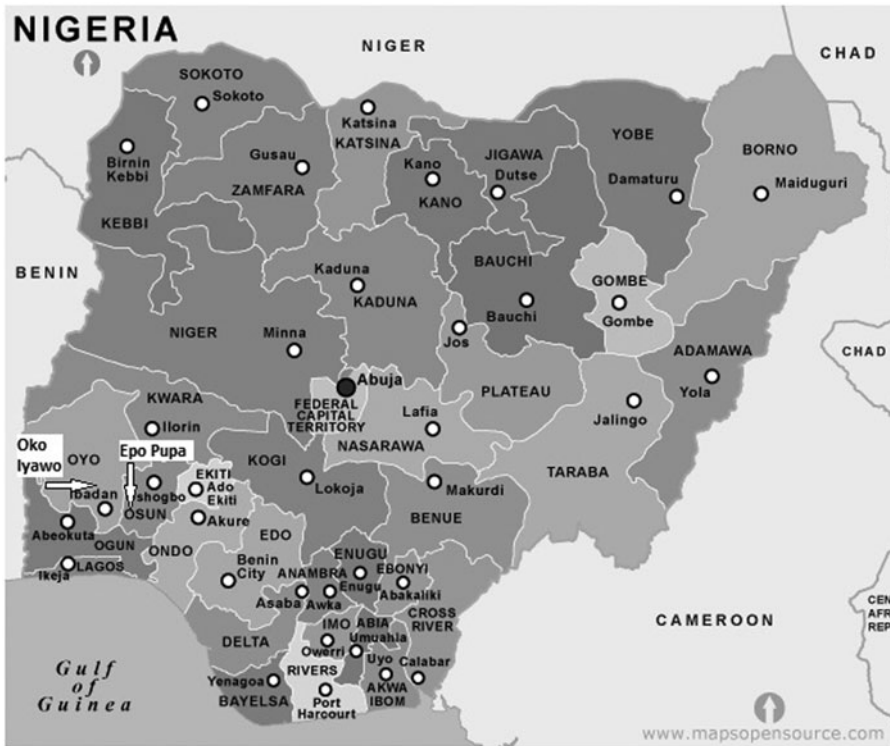 NIGERIA
NIGER
CHAD
SOKOTO
Sokoto
Katsina
KATSINA
YOBE
BORNO
Birnin
Kebbi
Gusau
ZAMFARA
Kano
KANO
JIGAWA
Dutse
Damaturu
Maiduguri
KEBBI
BENIN
Kaduna
KADUNA
BAUCHI
Bauchi
GOMBE
Gombe
NIGER
Minna
Jos
ADAMAWA
Yola
CHAD
Abuja
FEDERAL
CAPITAL
TERRITORY
PLATEAU
Jalingo
KWARA
Ilorin
Lafia
NASARAWA
Oko
Iyawo
OYO
Epo Pupa
KOGI
Lokoja
TARABA
EKITI
Ado
Ekiti
Makurdi
BENUE
Ibadan
shogbo
OSUN
Akure
Abeokuta
OGUN
ONDO
EDO
LAGOS
Ikeja
Benin
City
ENUGU
Enugu
EBONYI
Abakaliki
ANAMBRA
Asaba
Awka
CROSS
RIVER
CAMEROON
CEN
AFR
REP
DELTA
IMO
Owerri
ABIA
Umuahia
Uyo
Calabar
Gulf
of
Guinea
RIVERS
Yenagoa
BAYELSA
Port
Harcourt
AKWA
IBOM
www.mapsopensource.com